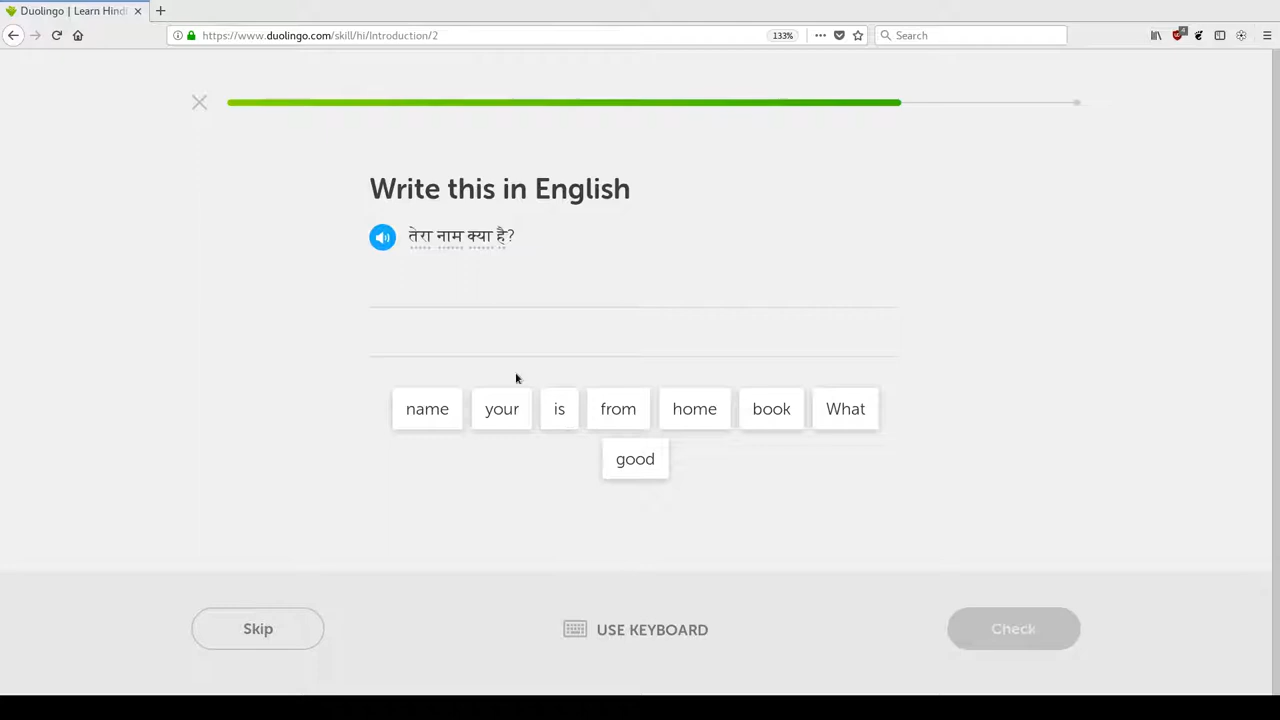 Duolingo | Learn Hindi
https://www.duolingo.com/skill/hi/Introduction/2
133%
Search
Write this in English
तेरा नाम क्या है?
name your is from home book What
good
Skip
USE KEYBOARD
Check